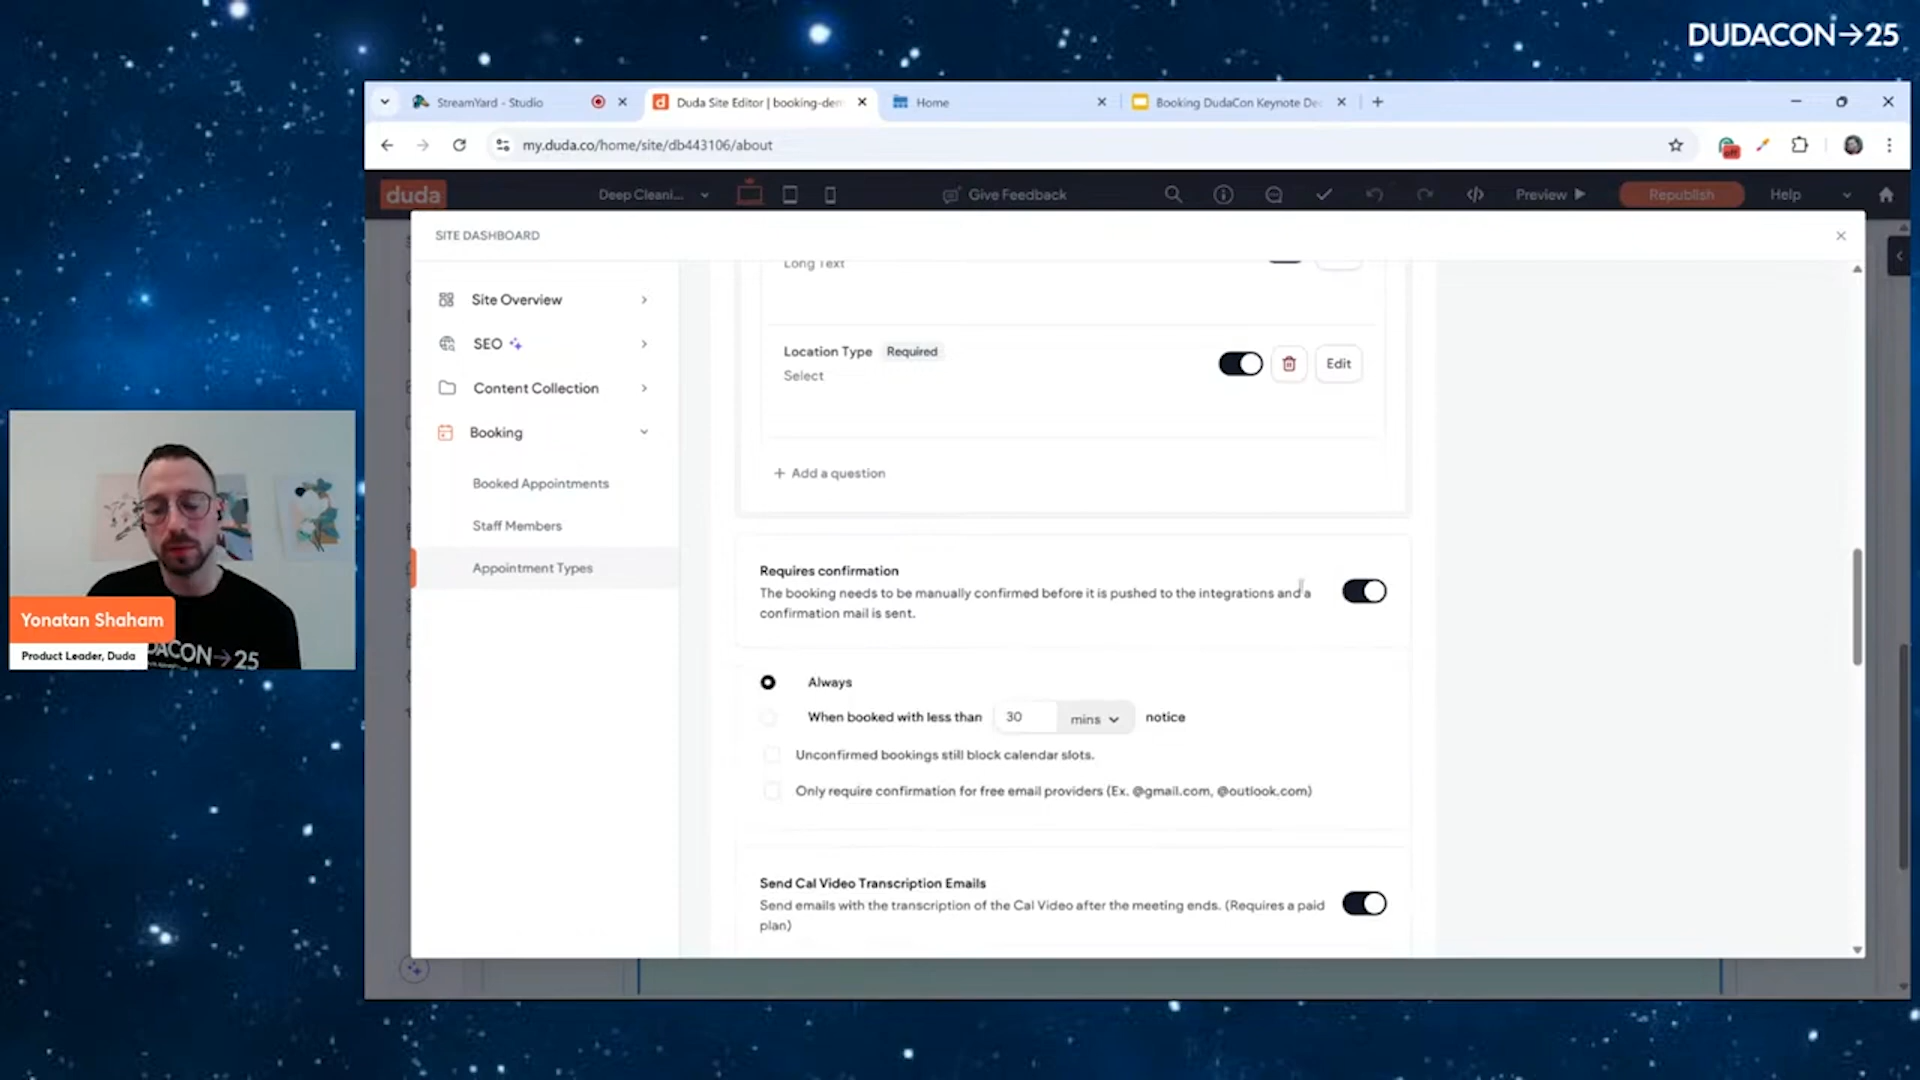 DUDACON→25
StreamYard - Studio
Duda Site Editor | booking-dem
Home
Booking DudaCon Keynote De
my.duda.co/home/site/db443106/about
off
duda
Deep Cleani...
Give Feedback
Preview
Republish
Help
SITE DASHBOARD
Site Overview
SEO
Content Collection
Booking
Booked Appointments
Staff Members
Appointment Types
Long Text
Location Type Required
Select
Edit
+ Add a question
Requires confirmation
The booking needs to be manually confirmed before it is pushed to the integrations and a
confirmation mail is sent.
Always
When booked with less than 30 mins notice
Unconfirmed bookings still block calendar slots.
Only require confirmation for free email providers (Ex. @gmail.com, @outlook.com)
Send Cal Video Transcription Emails
Send emails with the transcription of the Cal Video after the meeting ends. (Requires a paid
plan)
Yonatan Shaham
Product Leader, Duda
DACON→25